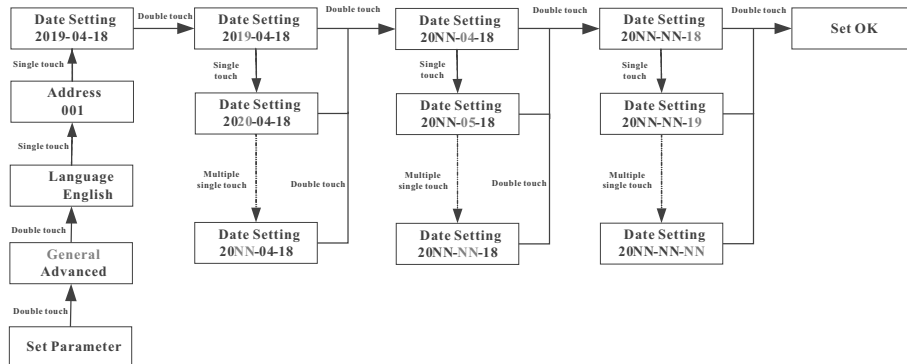 Double touch
Double touch
Double touch
Double touch
Date Setting
2019-04-18
Date Setting
2019-04-18
Date Setting
20NN-04-18
Date Setting
20NN-NN-18
Set OK
Single touch
Single
touch
Single
touch
Single
touch
Address
001
Date Setting
2020-04-18
Date Setting
20NN-05-18
Date Setting
20NN-NN-19
Single touch
Language
English
Multiple
single touch
Double touch
Multiple
single touch
Double touch
Multiple
single touch
Double touch
Date Setting
20NN-04-18
Date Setting
20NN-NN-18
Date Setting
20NN-NN-NN
General
Advanced
Double touch
Set Parameter